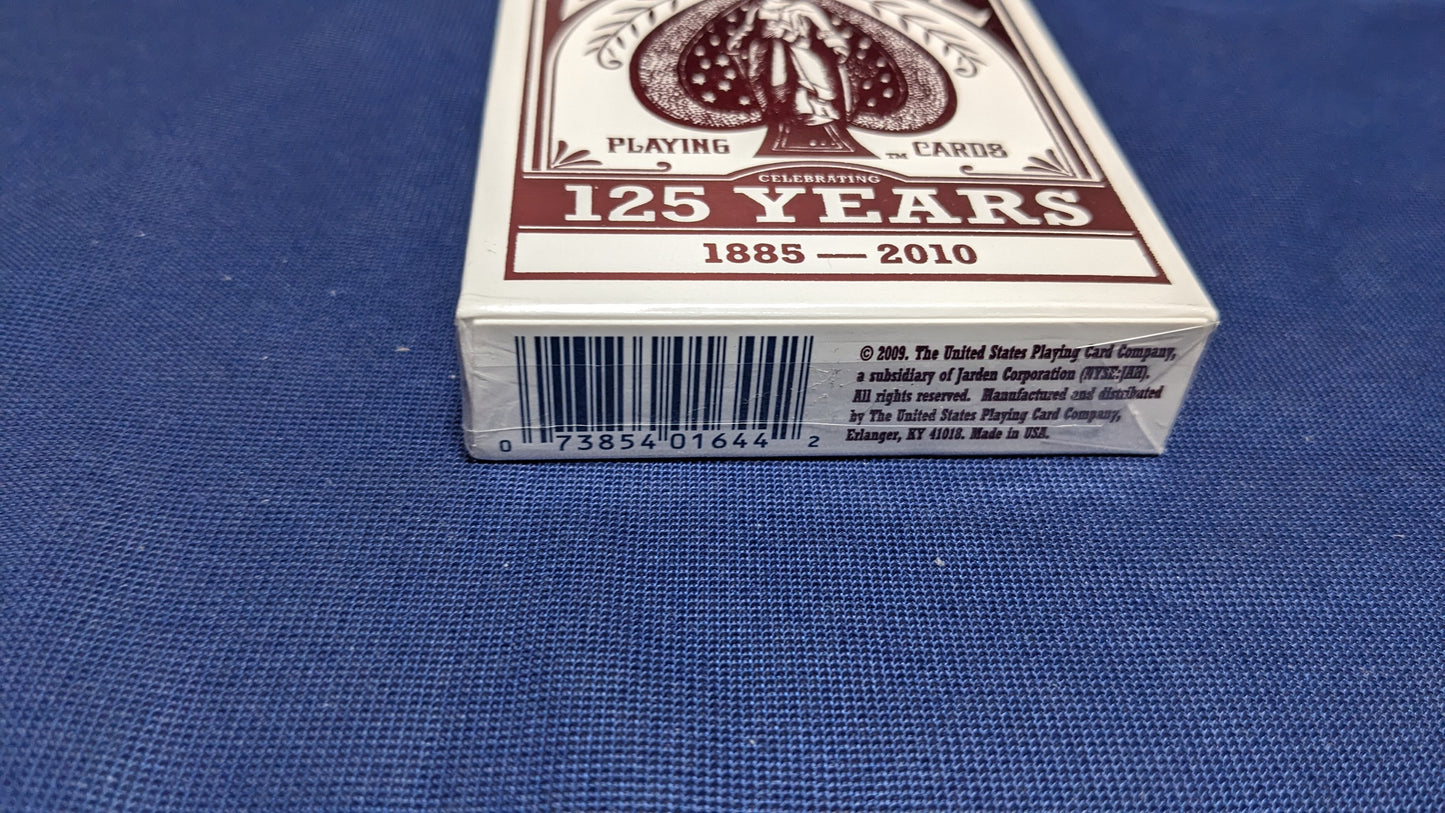 PLAYING CARDS
TM
CELEBRATING
125 YEARS
1885 — 2010
0 73854 01644 2
© 2009. The United States Playing Card Company,
a subsidiary of Jarden Corporation (NYSE:JAH).
All rights reserved. Manufactured and distributed
by The United States Playing Card Company,
Erlanger, KY 41018. Made in USA.